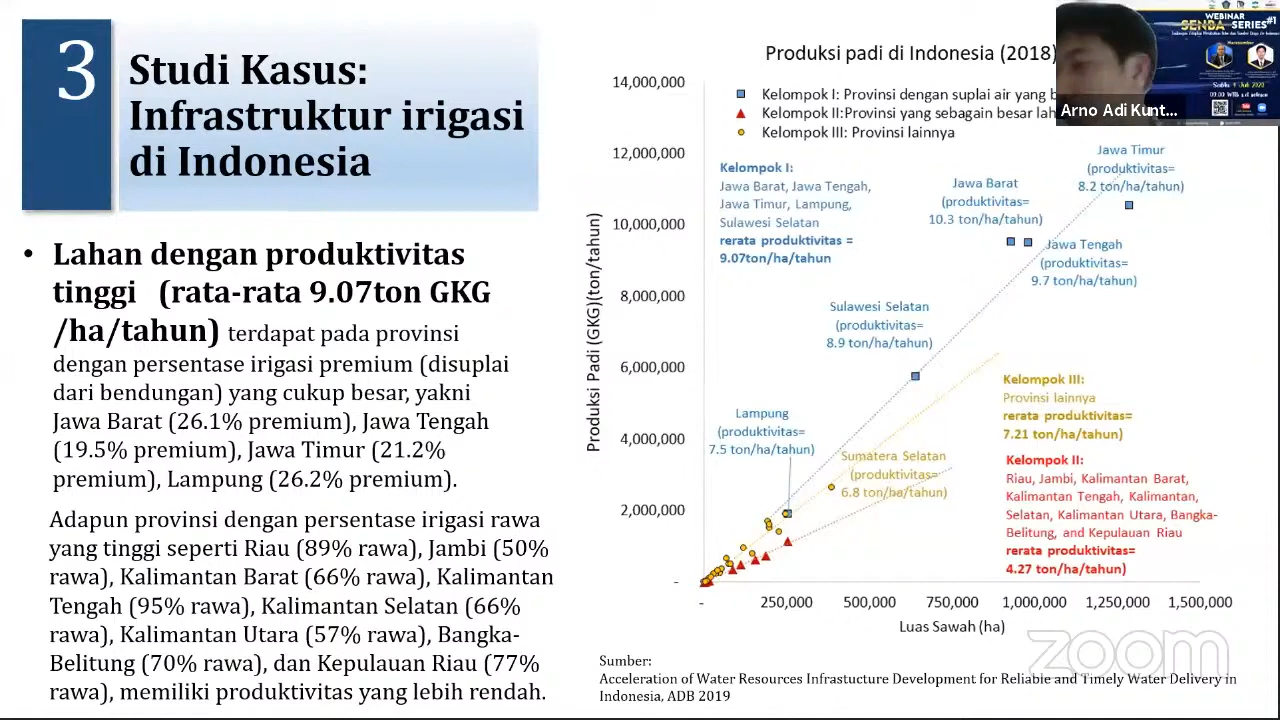 3
Studi Kasus:
Infrastruktur irigasi
di Indonesia
• Lahan dengan produktivitas
tinggi (rata-rata 9.07ton GKG
/ha/tahun) terdapat pada provinsi
dengan persentase irigasi premium (disuplai
dari bendungan) yang cukup besar, yakni
Jawa Barat (26.1% premium), Jawa Tengah
(19.5% premium), Jawa Timur (21.2%
premium), Lampung (26.2% premium).
Adapun provinsi dengan persentase irigasi rawa
yang tinggi seperti Riau (89% rawa), Jambi (50%
rawa), Kalimantan Barat (66% rawa), Kalimantan
Tengah (95% rawa), Kalimantan Selatan (66%
rawa), Kalimantan Utara (57% rawa), Bangka-
Belitung (70% rawa), dan Kepulauan Riau (77%
rawa), memiliki produktivitas yang lebih rendah.
Produksi padi di Indonesia (2018)
Kelompok I: Provinsi dengan suplai air yang b
Kelompok II:Provinsi yang sebagain besar lah
Kelompok III: Provinsi lainnya
14,000,000
12,000,000
10,000,000
8,000,000
6,000,000
4,000,000
2,000,000
-
Produksi Padi (GKG)(ton/tahun)
Kelompok I:
Jawa Barat, Jawa Tengah,
Jawa Timur, Lampung,
Sulawesi Selatan
rerata produktivitas =
9.07ton/ha/tahun
Jawa Timur
(produktivitas=
8.2 ton/ha/tahun)
Jawa Barat
(produktivitas=
10.3 ton/ha/tahun)
Jawa Tengah
(produktivitas=
9.7 ton/ha/tahun)
Sulawesi Selatan
(produktivitas=
8.9 ton/ha/tahun)
Lampung
(produktivitas=
7.5 ton/ha/tahun)
Sumatera Selatan
(produktivitas=
6.8 ton/ha/tahun)
Kelompok III:
Provinsi lainnya
rerata produktivitas=
7.21 ton/ha/tahun)
Kelompok II:
Riau, Jambi, Kalimantan Barat,
Kalimantan Tengah, Kalimantan,
Selatan, Kalimantan Utara, Bangka-
Belitung, and Kepulauan Riau
rerata produktivitas=
4.27 ton/ha/tahun)
- 250,000 500,000 750,000 1,000,000 1,250,000 1,500,000
Luas Sawah (ha)
Sumber:
Acceleration of Water Resources Infrastucture Development for Reliable and Timely Water Delivery in
Indonesia, ADB 2019
zoom
WEBINAR
SENBA SERIES#1
Arno Adi Kunt...